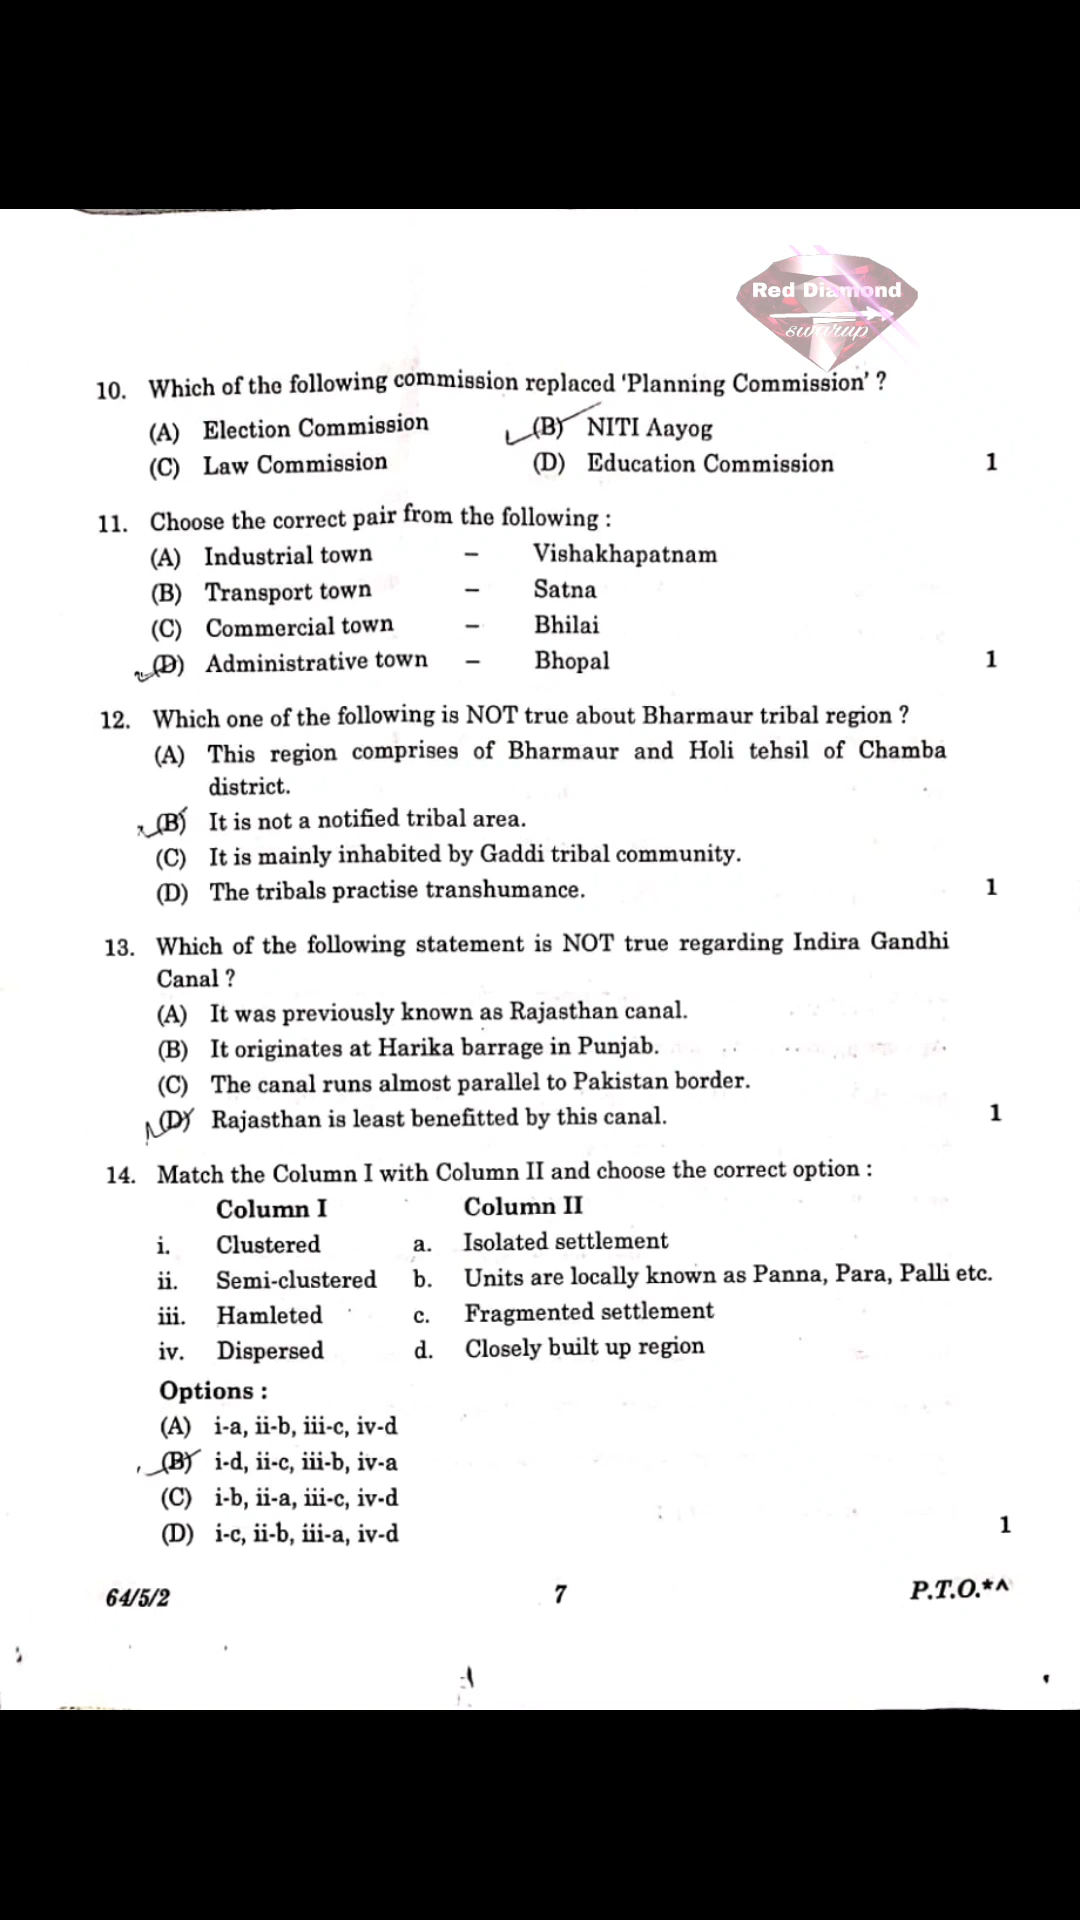 Red Diamond
swarup
10. Which of the following commission replaced 'Planning Commission' ?
(A) Election Commission (B) NITI Aayog
(C) Law Commission (D) Education Commission 1
11. Choose the correct pair from the following :
(A) Industrial town – Vishakhapatnam
(B) Transport town – Satna
(C) Commercial town – Bhilai
(D) Administrative town – Bhopal 1
12. Which one of the following is NOT true about Bharmaur tribal region ?
(A) This region comprises of Bharmaur and Holi tehsil of Chamba
district.
(B) It is not a notified tribal area.
(C) It is mainly inhabited by Gaddi tribal community.
(D) The tribals practise transhumance. 1
13. Which of the following statement is NOT true regarding Indira Gandhi
Canal ?
(A) It was previously known as Rajasthan canal.
(B) It originates at Harika barrage in Punjab.
(C) The canal runs almost parallel to Pakistan border.
(D) Rajasthan is least benefitted by this canal. 1
14. Match the Column I with Column II and choose the correct option :
Column I Column II
i. Clustered a. Isolated settlement
ii. Semi-clustered b. Units are locally known as Panna, Para, Palli etc.
iii. Hamleted c. Fragmented settlement
iv. Dispersed d. Closely built up region
Options :
(A) i-a, ii-b, iii-c, iv-d
(B) i-d, ii-c, iii-b, iv-a
(C) i-b, ii-a, iii-c, iv-d
(D) i-c, ii-b, iii-a, iv-d 1
64/5/2 7 P.T.O.*^